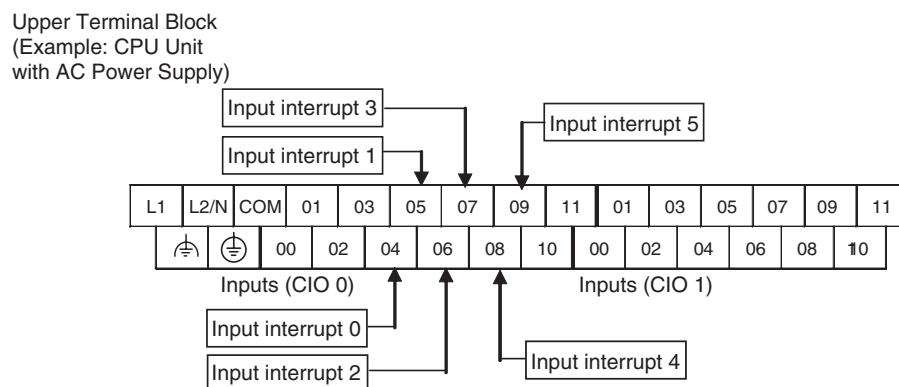 Upper Terminal Block
(Example: CPU Unit
with AC Power Supply)
Input interrupt 3
Input interrupt 5
Input interrupt 1
L1 L2/N COM 01 03 05 07 09 11 01 03 05 07 09 11
00 02 04 06 08 10 00 02 04 06 08 10
Inputs (CIO 0) Inputs (CIO 1)
Input interrupt 0
Input interrupt 2
Input interrupt 4